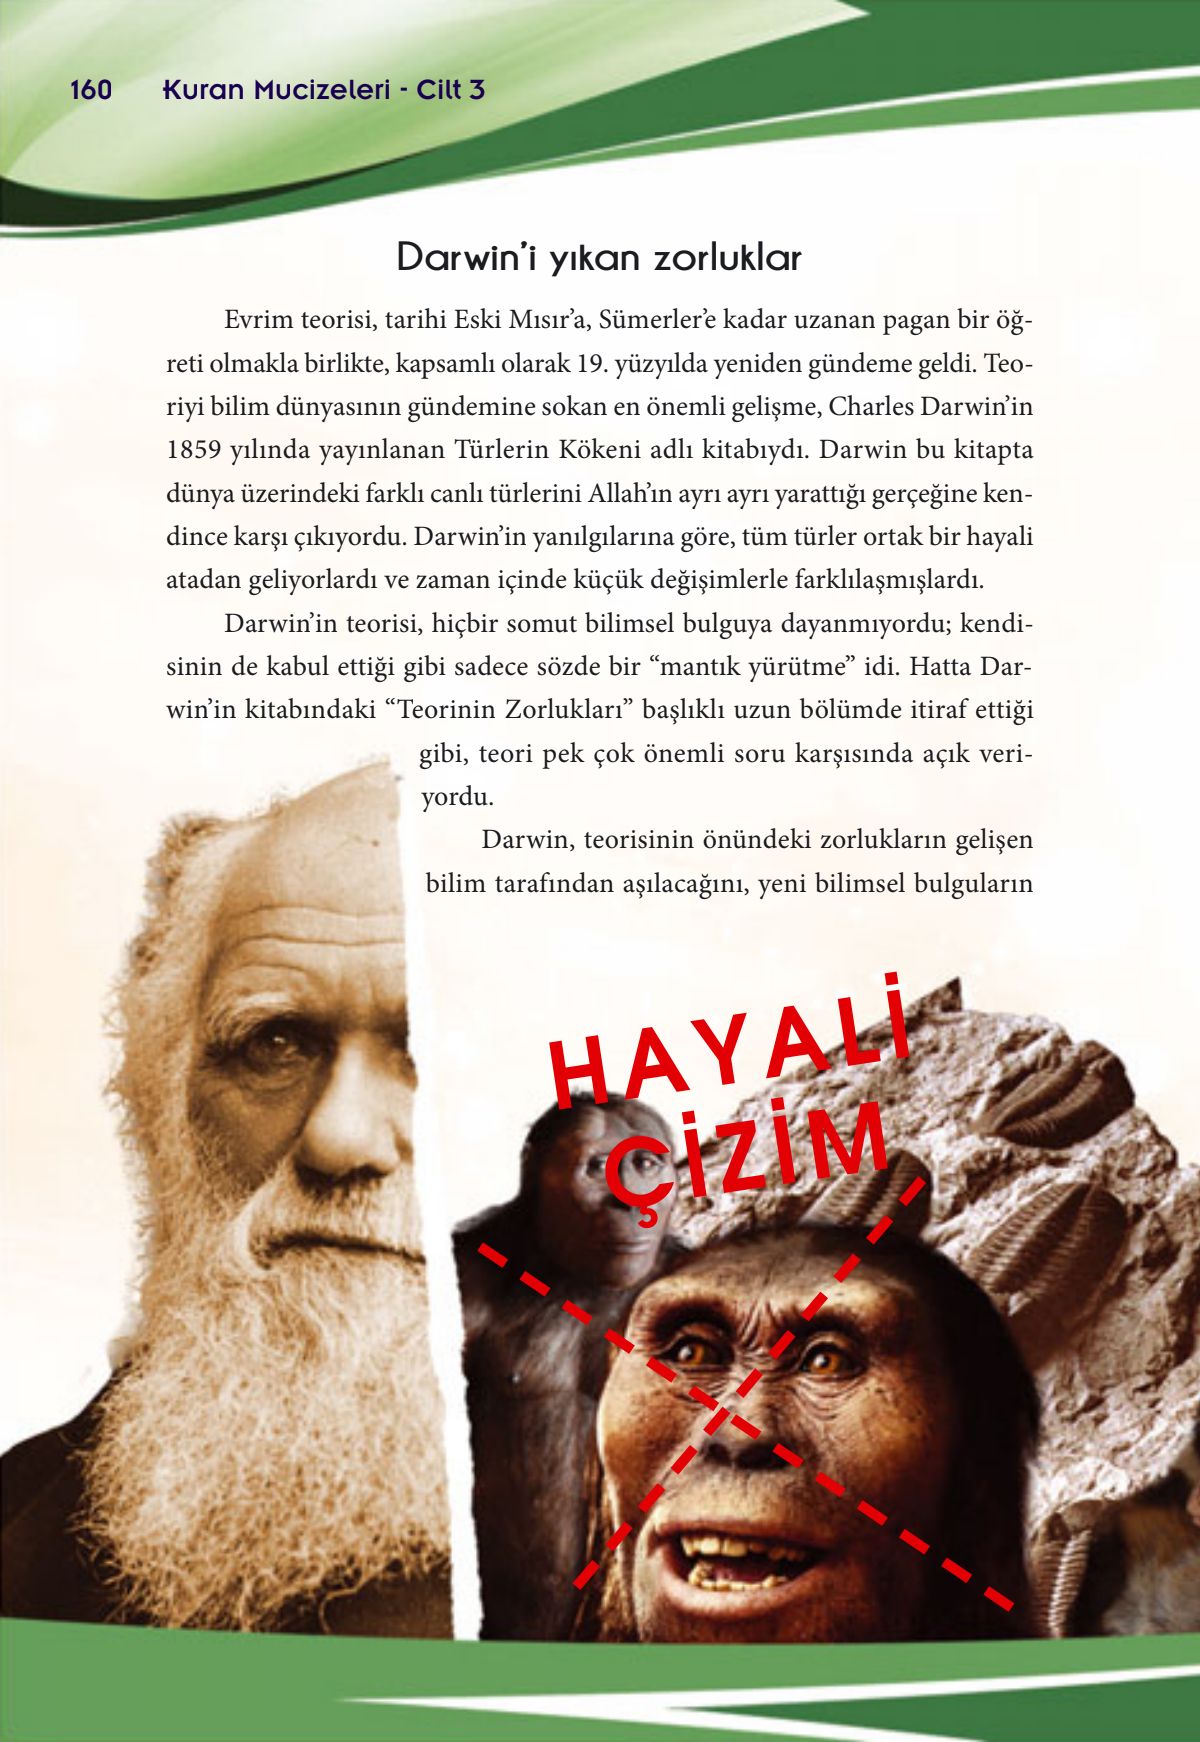 160 Kuran Mucizeleri - Cilt 3
Darwin'i yıkan zorluklar
Evrim teorisi, tarihi Eski Mısır'a, Sümerler'e kadar uzanan pagan bir öğ-
reti olmakla birlikte, kapsamlı olarak 19. yüzyılda yeniden gündeme geldi. Teo-
riyi bilim dünyasının gündemine sokan en önemli gelişme, Charles Darwin'in
1859 yılında yayınlanan Türlerin Kökeni adlı kitabıydı. Darwin bu kitapta
dünya üzerindeki farklı canlı türlerini Allah'ın ayrı ayrı yarattığı gerçeğine ken-
dince karşı çıkıyordu. Darwin'in yanılgılarına göre, tüm türler ortak bir hayali
atadan geliyorlardı ve zaman içinde küçük değişimlerle farklılaşmışlardı.
Darwin'in teorisi, hiçbir somut bilimsel bulguya dayanmıyordu; kendi-
sinin de kabul ettiği gibi sadece sözde bir “mantık yürütme” idi. Hatta Dar-
win'in kitabındaki “Teorinin Zorlukları” başlıklı uzun bölümde itiraf ettiği
gibi, teori pek çok önemli soru karşısında açık veri-
yordu.
Darwin, teorisinin önündeki zorlukların gelişen
bilim tarafından aşılacağını, yeni bilimsel bulguların
HAYALİ
ÇİZİM